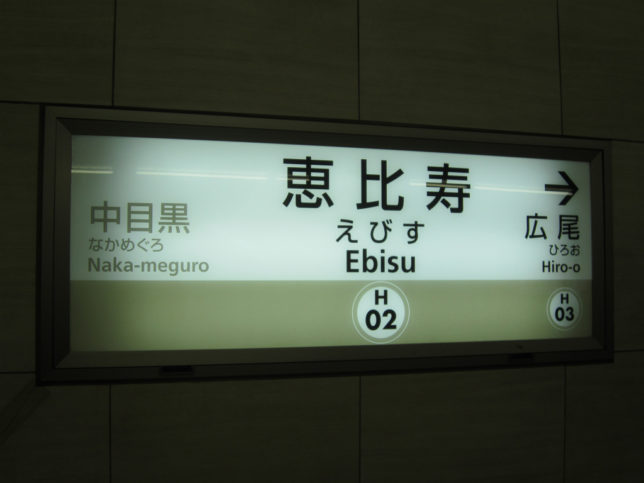 中目黒
なかめぐろ
Naka-meguro
恵比寿
えびす
Ebisu
H
02
→
広尾
ひろお
Hiro-o
H
03